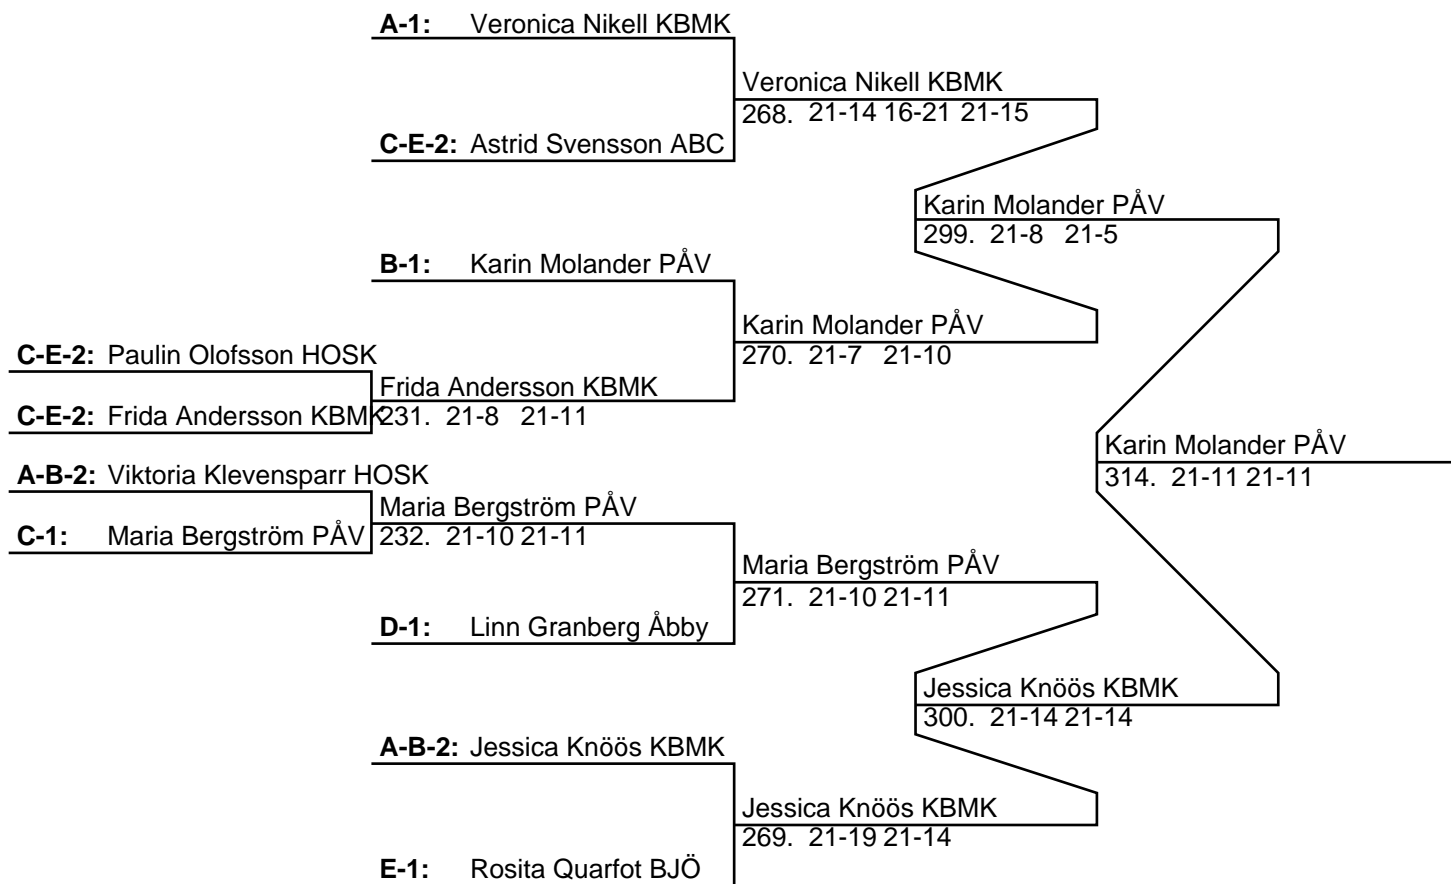 A-1: Veronica Nikell KBMK
Veronica Nikell KBMK
268. 21-14 16-21 21-15
C-E-2: Astrid Svensson ABC
Karin Molander PÅV
299. 21-8 21-5
B-1: Karin Molander PÅV
Karin Molander PÅV
270. 21-7 21-10
C-E-2: Paulin Olofsson HOSK
Frida Andersson KBMK
231. 21-8 21-11
C-E-2: Frida Andersson KBMK
Karin Molander PÅV
314. 21-11 21-11
A-B-2: Viktoria Klevensparr HOSK
Maria Bergström PÅV
232. 21-10 21-11
C-1: Maria Bergström PÅV
Maria Bergström PÅV
271. 21-10 21-11
D-1: Linn Granberg Åbby
Jessica Knöös KBMK
300. 21-14 21-14
A-B-2: Jessica Knöös KBMK
Jessica Knöös KBMK
269. 21-19 21-14
E-1: Rosita Quarfot BJÖ